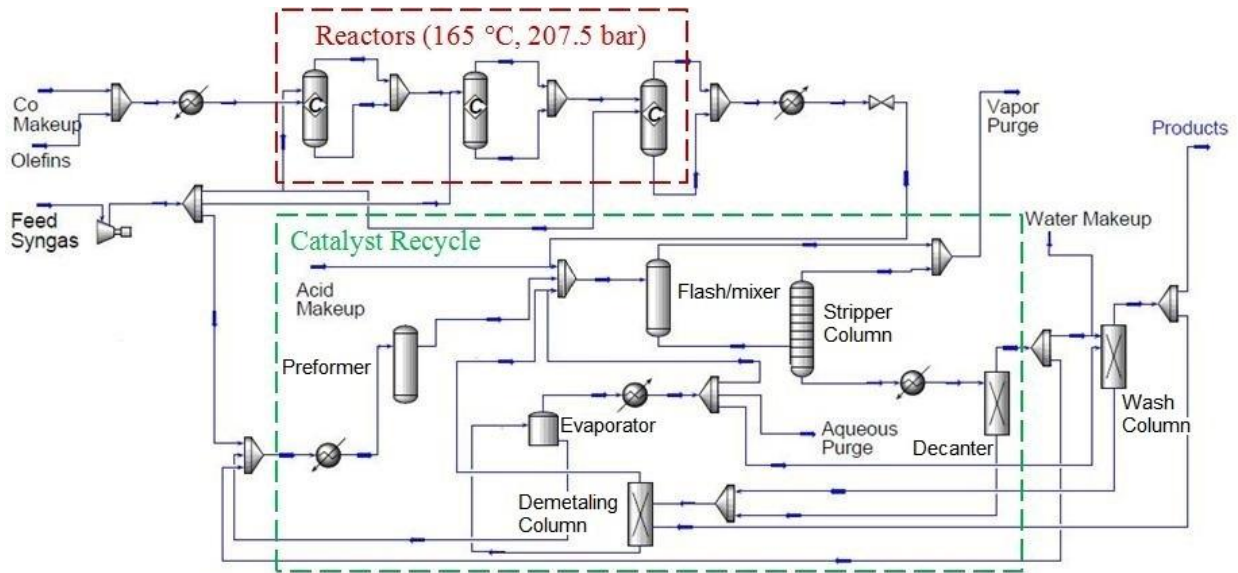 Reactors (165 °C, 207.5 bar)
C
C
C
Co
Makeup
Olefins
Vapor
Purge
Products
Feed
Syngas
Catalyst Recycle
Water Makeup
Acid
Makeup
Flash/mixer
Stripper
Column
Preformer
Evaporator
Aqueous
Purge
Decanter
Wash
Column
Demetaling
Column